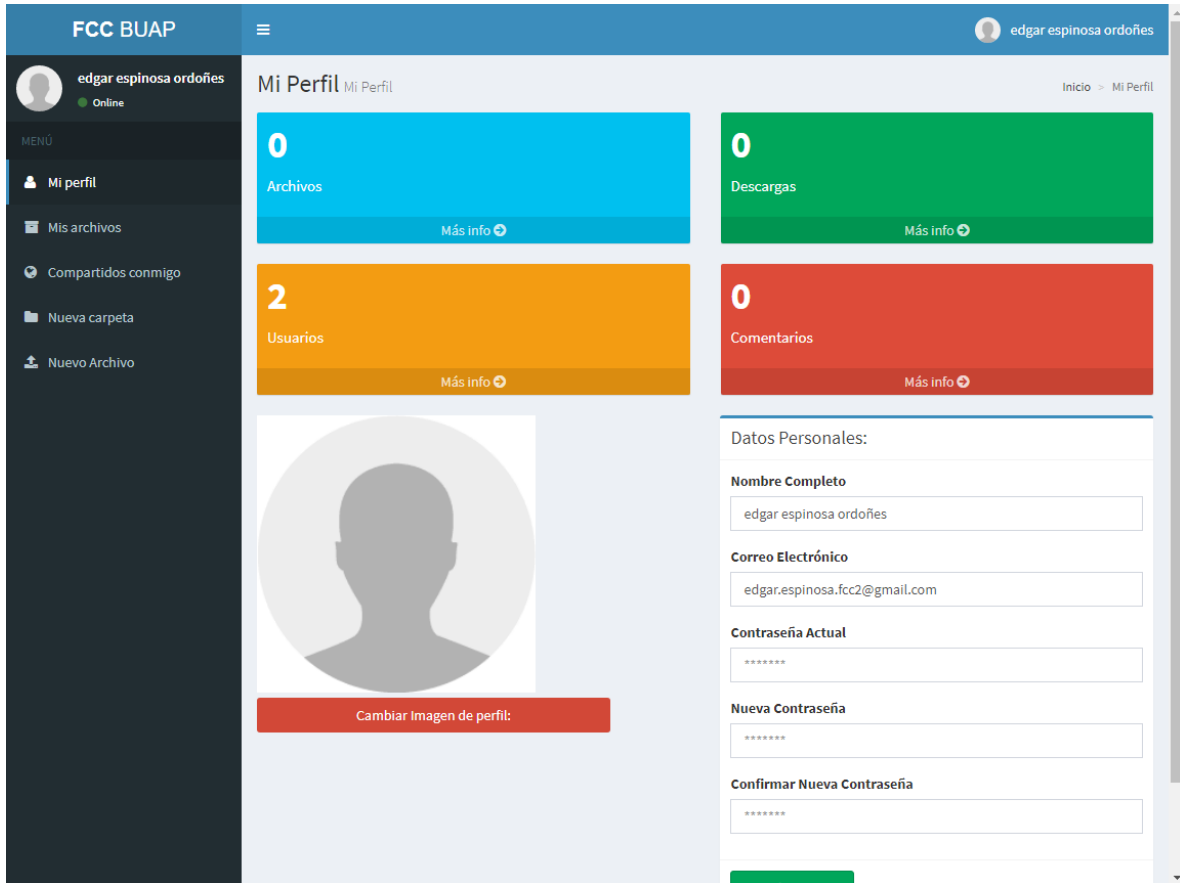 FCC BUAP
edgar espinosa ordoñes
edgar espinosa ordoñes
Online
MENÚ
Mi perfil
Mis archivos
Compartidos conmigo
Nueva carpeta
Nuevo Archivo
Mi Perfil Mi Perfil
Inicio > Mi Perfil
0
Archivos
Más info
0
Descargas
Más info
2
Usuarios
Más info
0
Comentarios
Más info
Cambiar Imagen de perfil:
Datos Personales:
Nombre Completo
edgar espinosa ordoñes
Correo Electrónico
edgar.espinosa.fcc2@gmail.com
Contraseña Actual
*******
Nueva Contraseña
*******
Confirmar Nueva Contraseña
*******